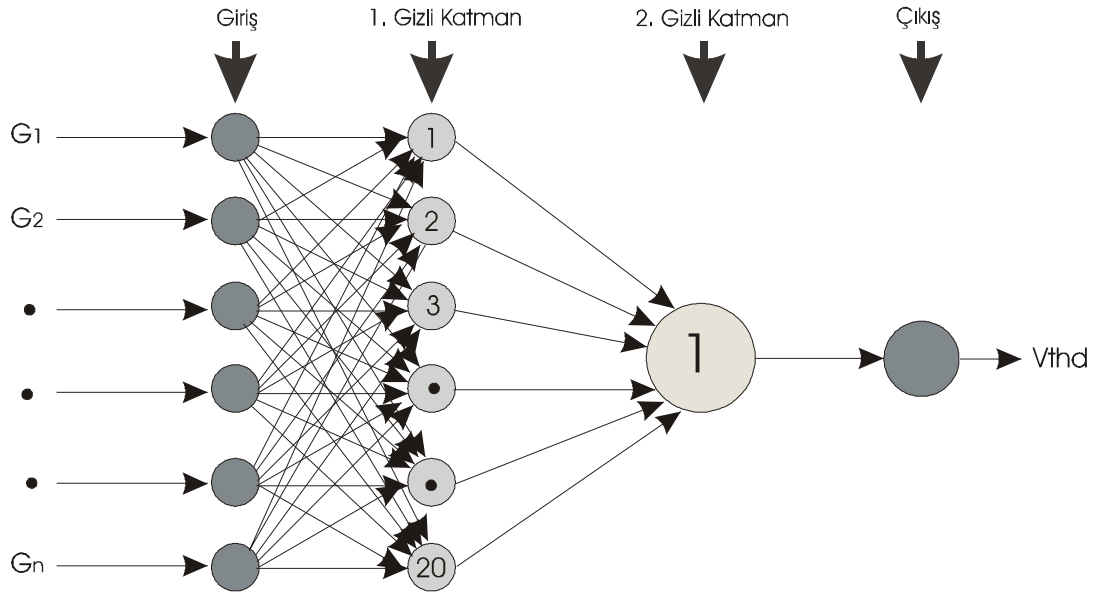 Giriş
1. Gizli Katman
2. Gizli Katman
Çıkış
G1
1
G2
2
3
1
Vthd
Gn
20